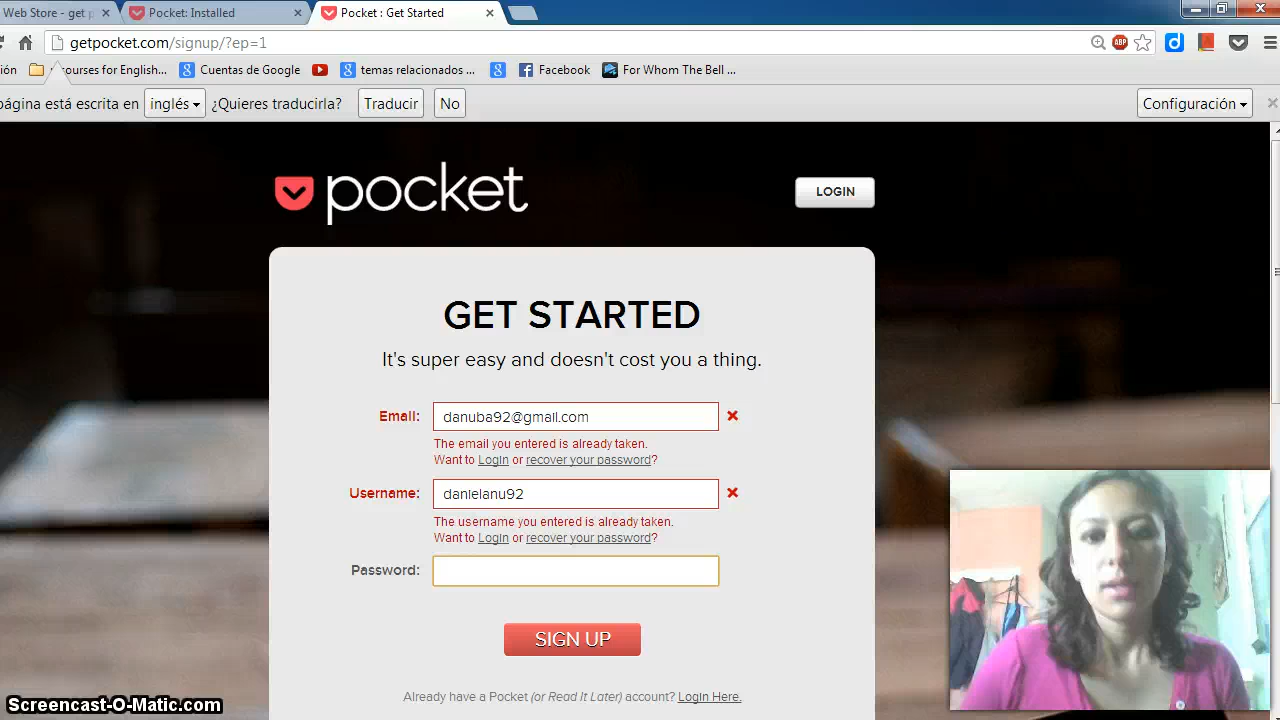 Web Store - get p
Pocket: Installed
Pocket : Get Started
getpocket.com/signup/?ep=1
ABP
d
ión
courses for English...
Cuentas de Google
temas relacionados ...
Facebook
For Whom The Bell ...
página está escrita en
inglés
¿Quieres traducirla?
Traducir
No
Configuración
pocket
LOGIN
GET STARTED
It's super easy and doesn't cost you a thing.
Email:
danuba92@gmail.com
The email you entered is already taken.
Want to Login or recover your password?
Username:
danielanu92
The username you entered is already taken.
Want to Login or recover your password?
Password:
SIGN UP
Already have a Pocket (or Read It Later) account? Login Here.
Screencast-O-Matic.com